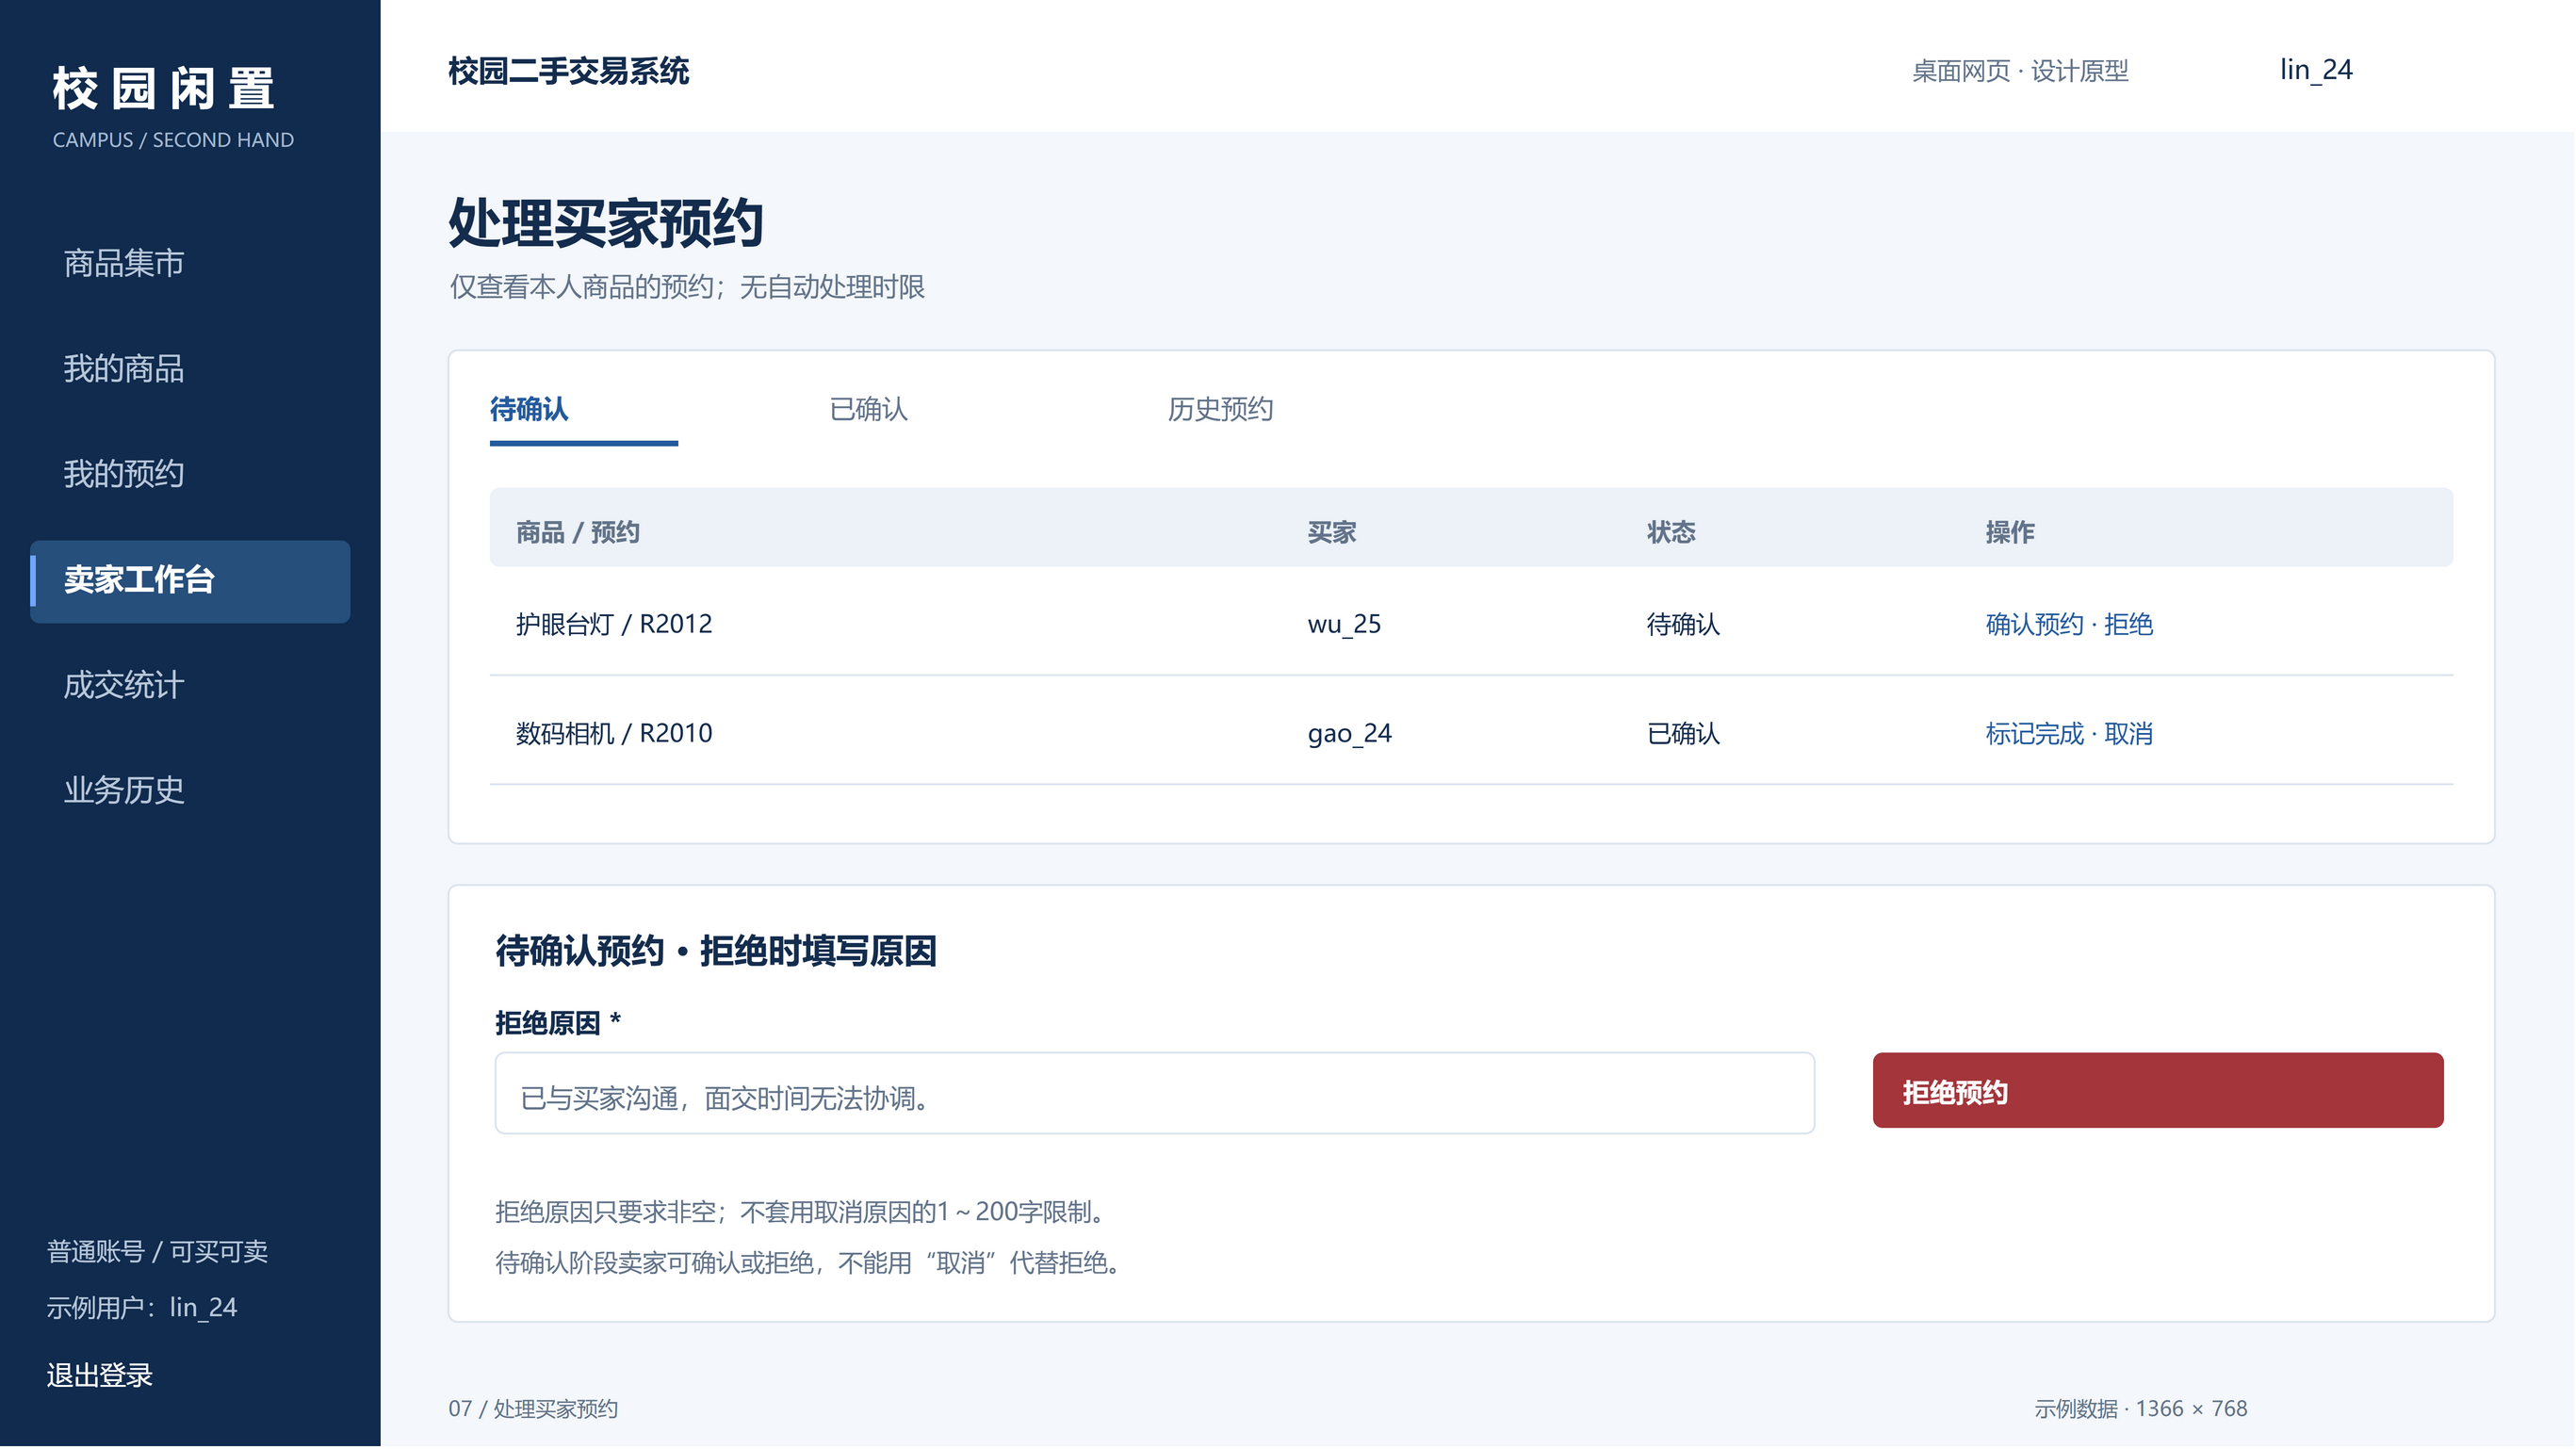 校园闲置
CAMPUS / SECOND HAND
商品集市
我的商品
我的预约
卖家工作台
成交统计
业务历史
普通账号 / 可买可卖
示例用户：lin_24
退出登录
校园二手交易系统
桌面网页 · 设计原型
lin_24
处理买家预约
仅查看本人商品的预约；无自动处理时限
待确认 已确认 历史预约
商品 / 预约 买家 状态 操作
护眼台灯 / R2012 wu_25 待确认 确认预约 · 拒绝
数码相机 / R2010 gao_24 已确认 标记完成 · 取消
待确认预约 • 拒绝时填写原因
拒绝原因 *
已与买家沟通，面交时间无法协调。
拒绝预约
拒绝原因只要求非空；不套用取消原因的1～200字限制。
待确认阶段卖家可确认或拒绝，不能用“取消”代替拒绝。
07 / 处理买家预约
示例数据 · 1366 × 768